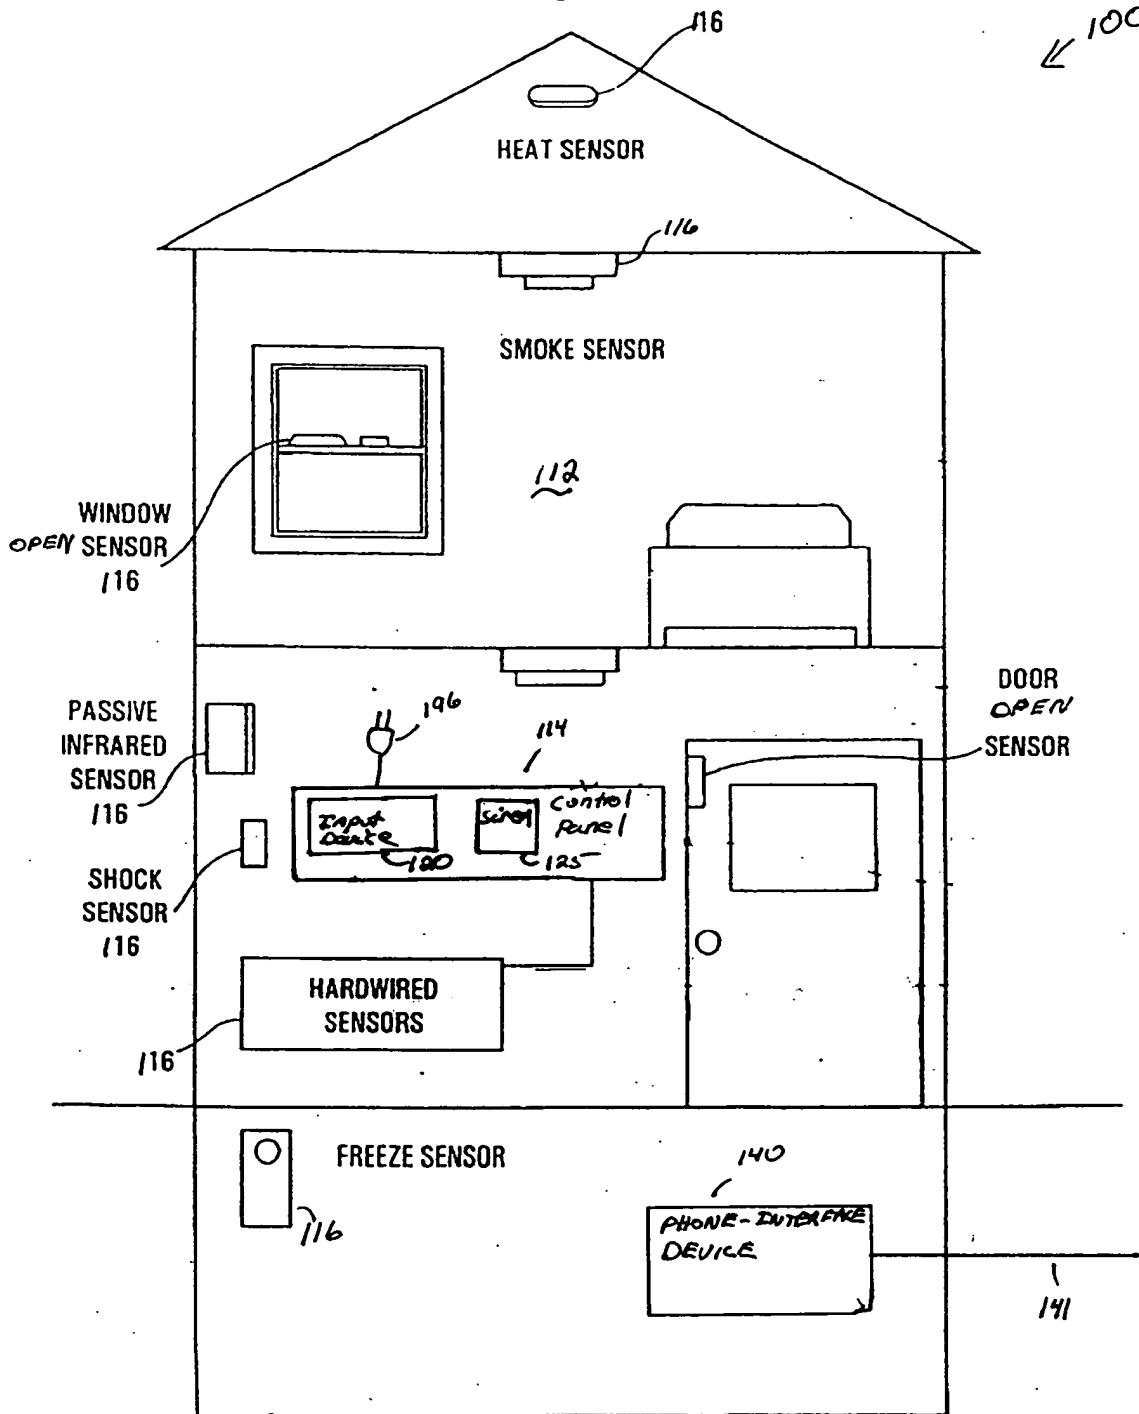 116
100
HEAT SENSOR
116
SMOKE SENSOR
112
WINDOW
OPEN SENSOR
116
PASSIVE
INFRARED
SENSOR
116
196
114
DOOR
OPEN
SENSOR
Input
Device
120
Siren
125
Control
Panel
SHOCK
SENSOR
116
HARDWIRED
SENSORS
116
FREEZE SENSOR
116
140
PHONE-INTERFACE
DEVICE
141